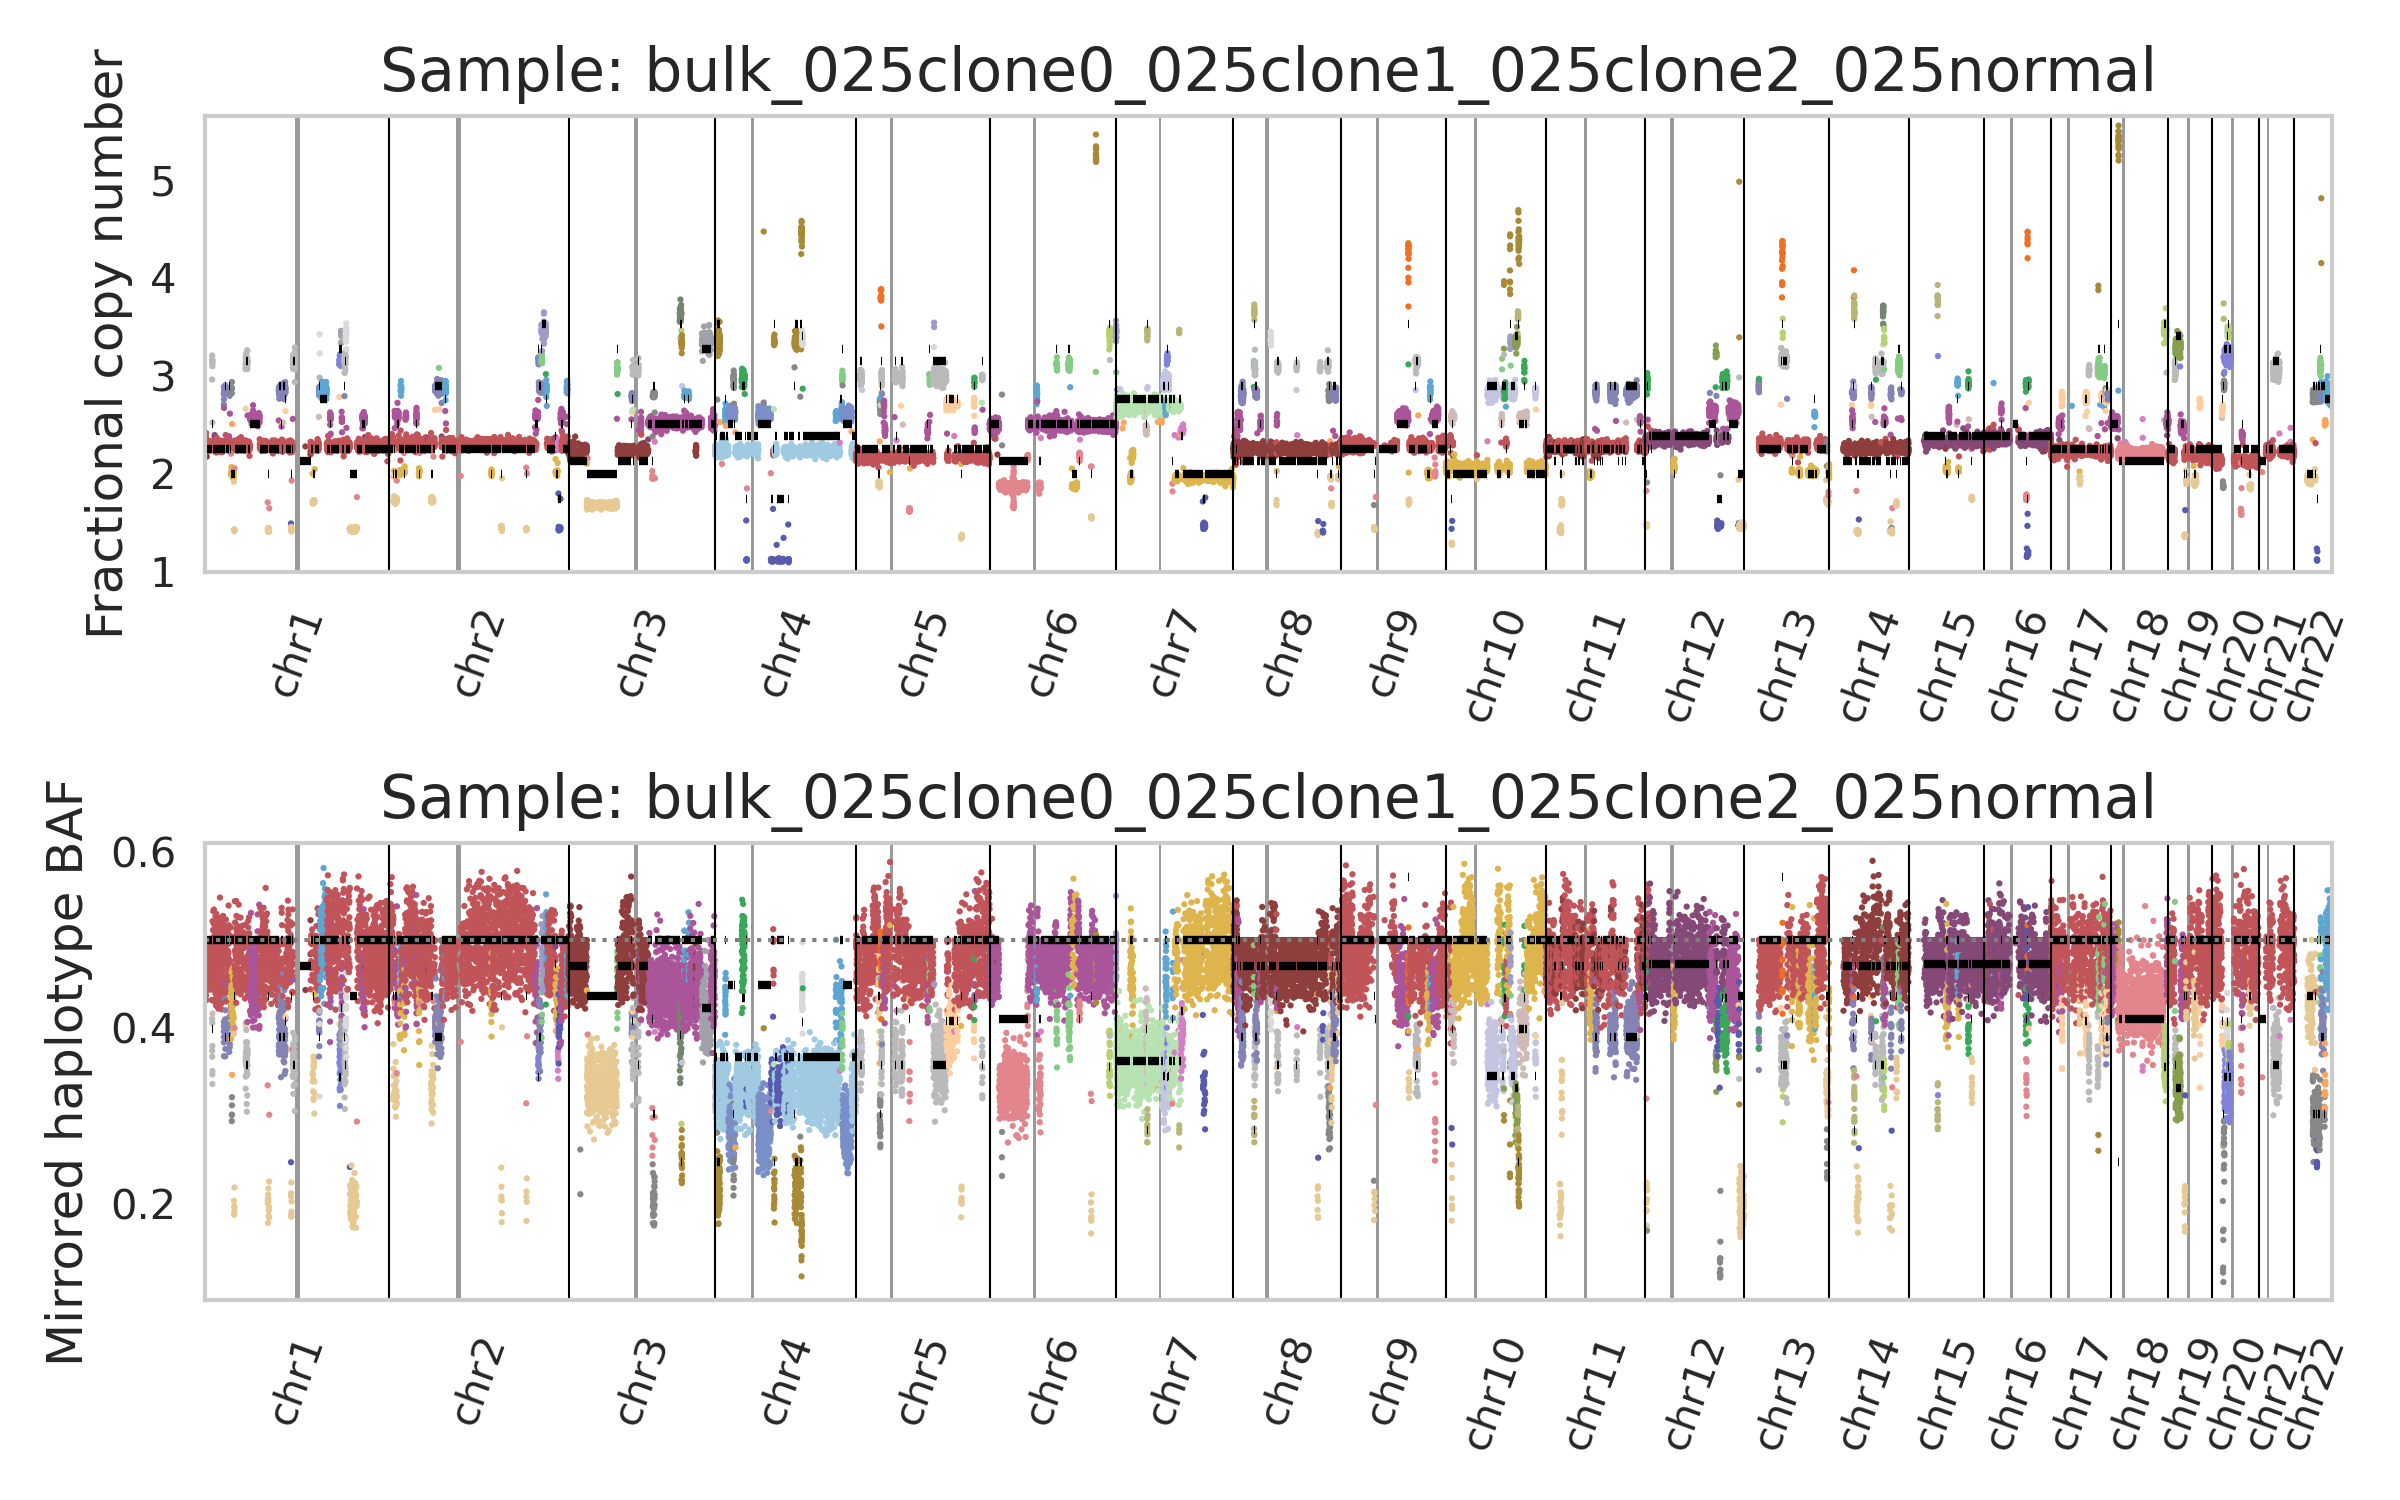 Sample: bulk_025clone0_025clone1_025clone2_025normal
Fractional copy number
5
4
3
2
1
chr1
chr2
chr3
chr4
chr5
chr6
chr7
chr8
chr9
chr10
chr11
chr12
chr13
chr14
chr15
chr16
chr17
chr18
chr19
chr20
chr21
chr22
Sample: bulk_025clone0_025clone1_025clone2_025normal
Mirrored haplotype BAF
0.6
0.4
0.2
chr1
chr2
chr3
chr4
chr5
chr6
chr7
chr8
chr9
chr10
chr11
chr12
chr13
chr14
chr15
chr16
chr17
chr18
chr19
chr20
chr21
chr22